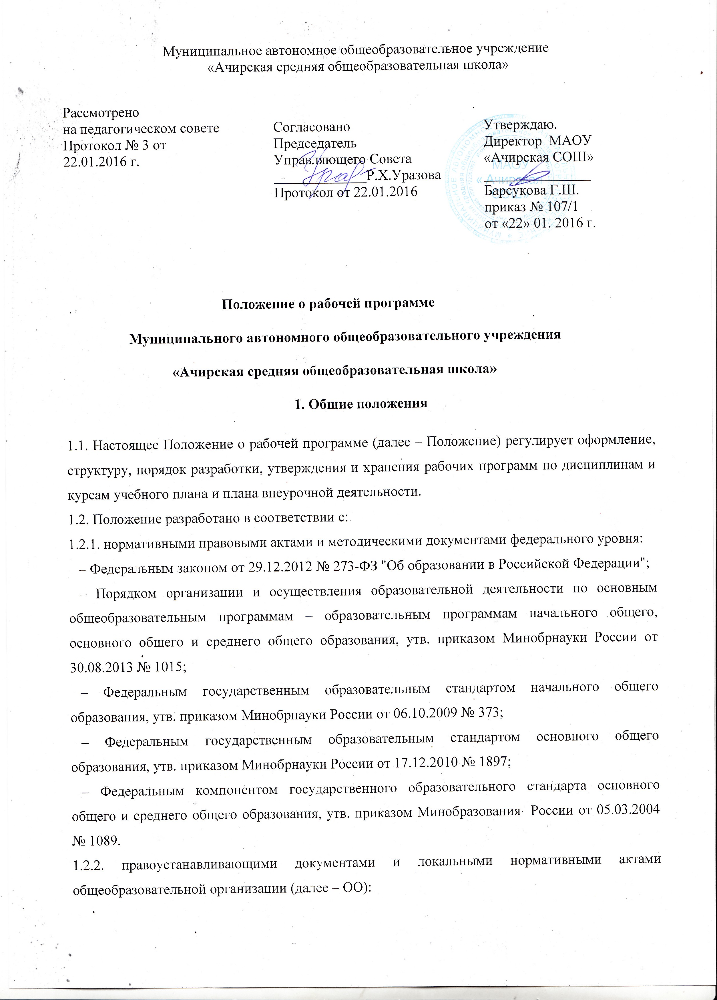 Муниципальное автономное общеобразовательное учреждение
«Ачирская средняя общеобразовательная школа»
Рассмотрено
на педагогическом совете
Протокол № 3 от
22.01.2016 г.
Согласовано
Председатель
Управляющего Совета
_____________Р.Х.Уразова
Протокол от 22.01.2016
Утверждаю.
Директор МАОУ
«Ачирская СОШ»
_______________
Барсукова Г.Ш.
приказ № 107/1
от «22» 01. 2016 г.
МАОУ
« Ачирская
СОШ»
Положение о рабочей программе
Муниципального автономного общеобразовательного учреждения
«Ачирская средняя общеобразовательная школа»
1. Общие положения
1.1. Настоящее Положение о рабочей программе (далее – Положение) регулирует оформление,
структуру, порядок разработки, утверждения и хранения рабочих программ по дисциплинам и
курсам учебного плана и плана внеурочной деятельности.
1.2. Положение разработано в соответствии с:
1.2.1. нормативными правовыми актами и методическими документами федерального уровня:
– Федеральным законом от 29.12.2012 № 273-ФЗ "Об образовании в Российской Федерации";
– Порядком организации и осуществления образовательной деятельности по основным
общеобразовательным программам – образовательным программам начального общего,
основного общего и среднего общего образования, утв. приказом Минобрнауки России от
30.08.2013 № 1015;
– Федеральным государственным образовательным стандартом начального общего
образования, утв. приказом Минобрнауки России от 06.10.2009 № 373;
– Федеральным государственным образовательным стандартом основного общего
образования, утв. приказом Минобрнауки России от 17.12.2010 № 1897;
– Федеральным компонентом государственного образовательного стандарта основного
общего и среднего общего образования, утв. приказом Минобразования России от 05.03.2004
№ 1089.
1.2.2. правоустанавливающими документами и локальными нормативными актами
общеобразовательной организации (далее – ОО):